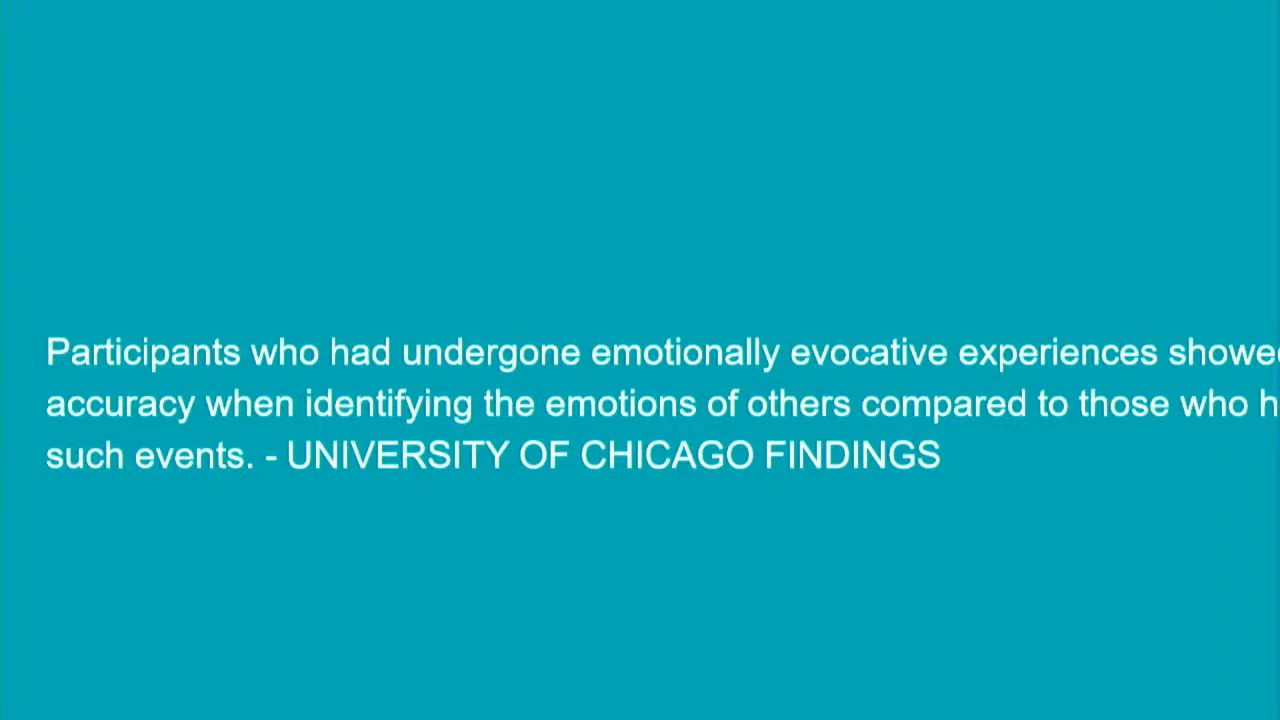 Participants who had undergone emotionally evocative experiences showe
accuracy when identifying the emotions of others compared to those who h
such events. - UNIVERSITY OF CHICAGO FINDINGS